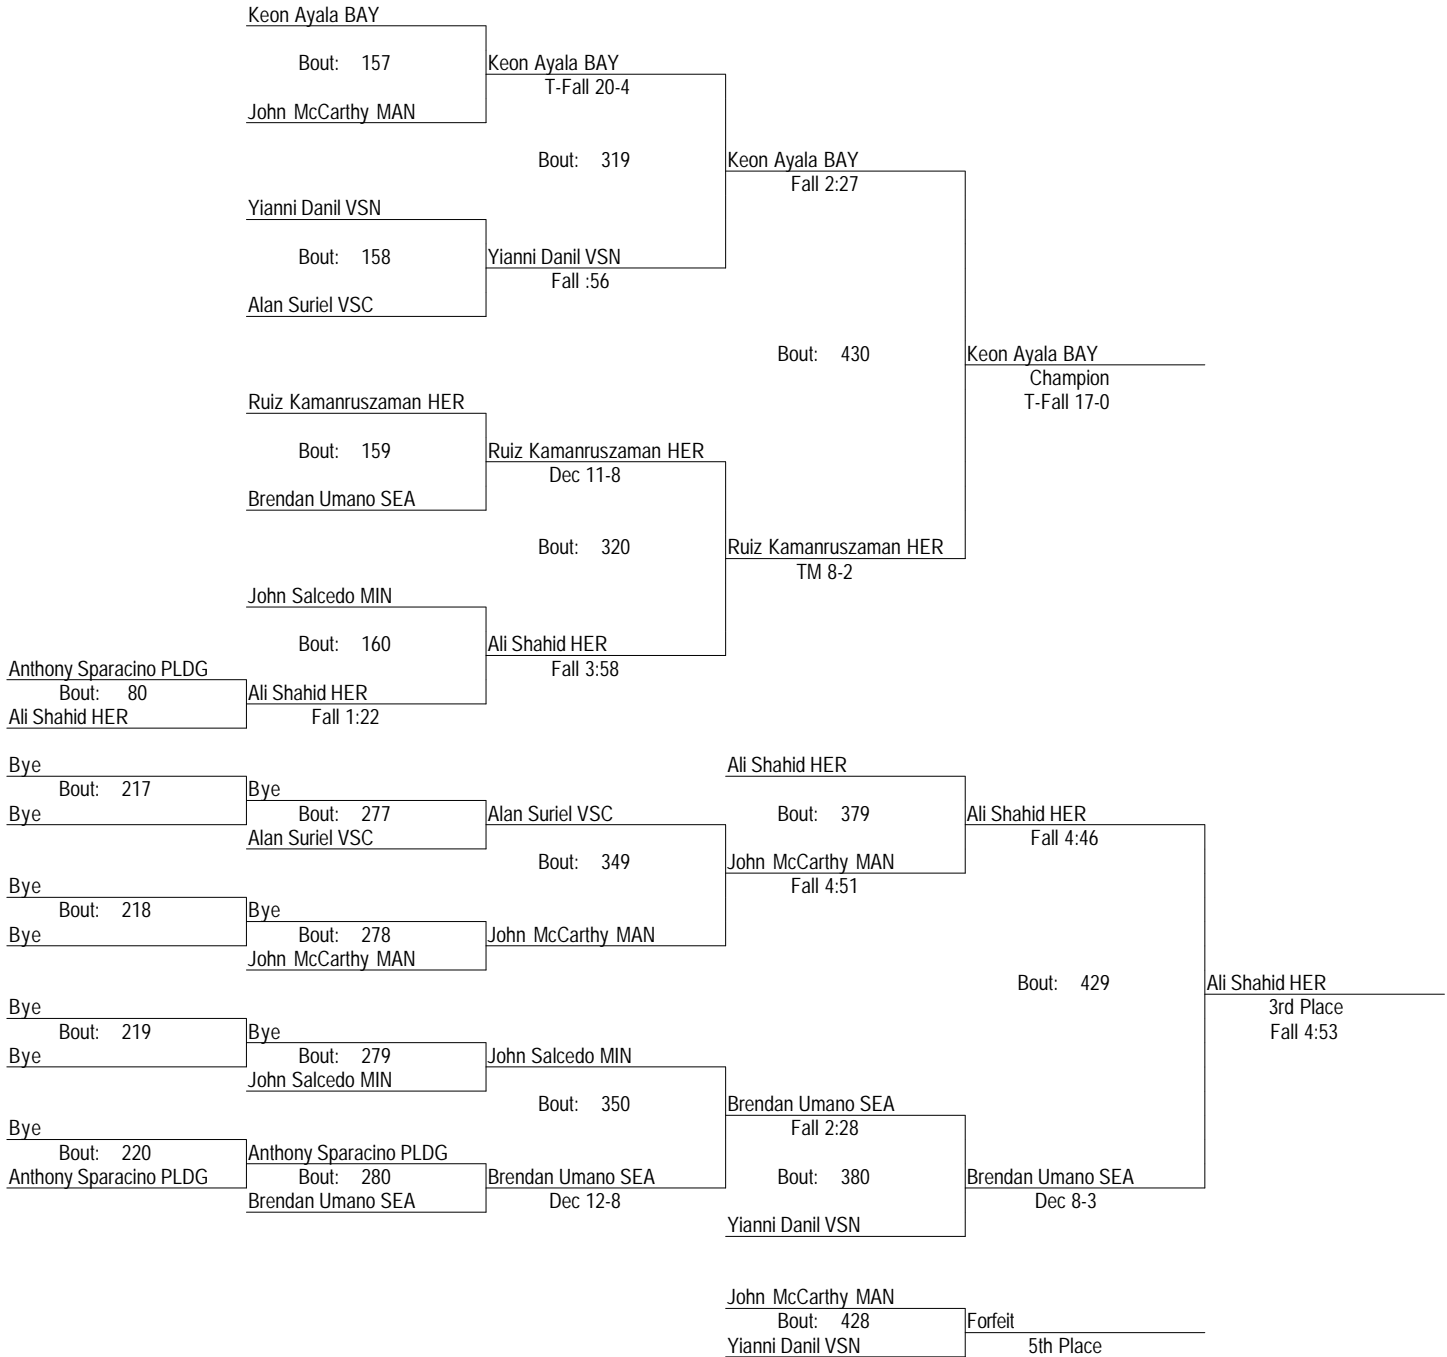 Keon Ayala BAY
Bout: 157
Keon Ayala BAY
T-Fall 20-4
John McCarthy MAN
Bout: 319
Keon Ayala BAY
Fall 2:27
Yianni Danil VSN
Bout: 158
Yianni Danil VSN
Fall :56
Alan Suriel VSC
Bout: 430
Keon Ayala BAY
Champion
T-Fall 17-0
Ruiz Kamanruszaman HER
Bout: 159
Ruiz Kamanruszaman HER
Dec 11-8
Brendan Umano SEA
Bout: 320
Ruiz Kamanruszaman HER
TM 8-2
John Salcedo MIN
Bout: 160
Ali Shahid HER
Fall 3:58
Anthony Sparacino PLDG
Bout: 80
Ali Shahid HER
Ali Shahid HER
Fall 1:22
Bye
Bout: 217
Bye
Bye
Bout: 277
Alan Suriel VSC
Alan Suriel VSC
Bout: 349
Ali Shahid HER
Bout: 379
John McCarthy MAN
Fall 4:51
Ali Shahid HER
Fall 4:46
Bye
Bout: 218
Bye
Bye
Bout: 278
John McCarthy MAN
John McCarthy MAN
Bout: 429
Ali Shahid HER
3rd Place
Fall 4:53
Bye
Bout: 219
Bye
Bye
Bout: 279
John Salcedo MIN
John Salcedo MIN
Bout: 350
Brendan Umano SEA
Fall 2:28
Bye
Bout: 220
Anthony Sparacino PLDG
Anthony Sparacino PLDG
Bout: 280
Brendan Umano SEA
Brendan Umano SEA
Dec 12-8
Bout: 380
Brendan Umano SEA
Dec 8-3
Yianni Danil VSN
John McCarthy MAN
Bout: 428
Yianni Danil VSN
Forfeit
5th Place